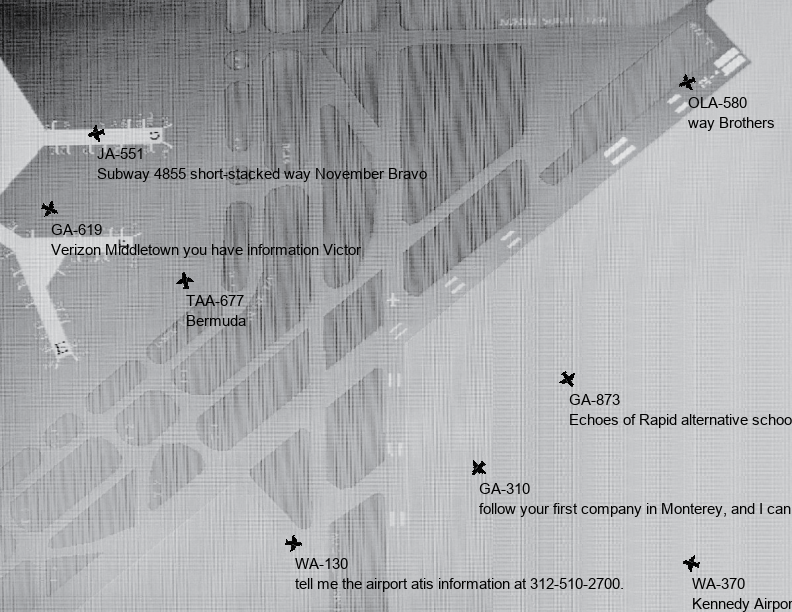 OLA-580
way Brothers
JA-551
Subway 4855 short-stacked way November Bravo
GA-619
Verizon Middletown you have information Victor
TAA-677
Bermuda
GA-873
Echoes of Rapid alternative schoo
GA-310
follow your first company in Monterey, and I can
WA-130
tell me the airport atis information at 312-510-2700.
WA-370
Kennedy Airpor